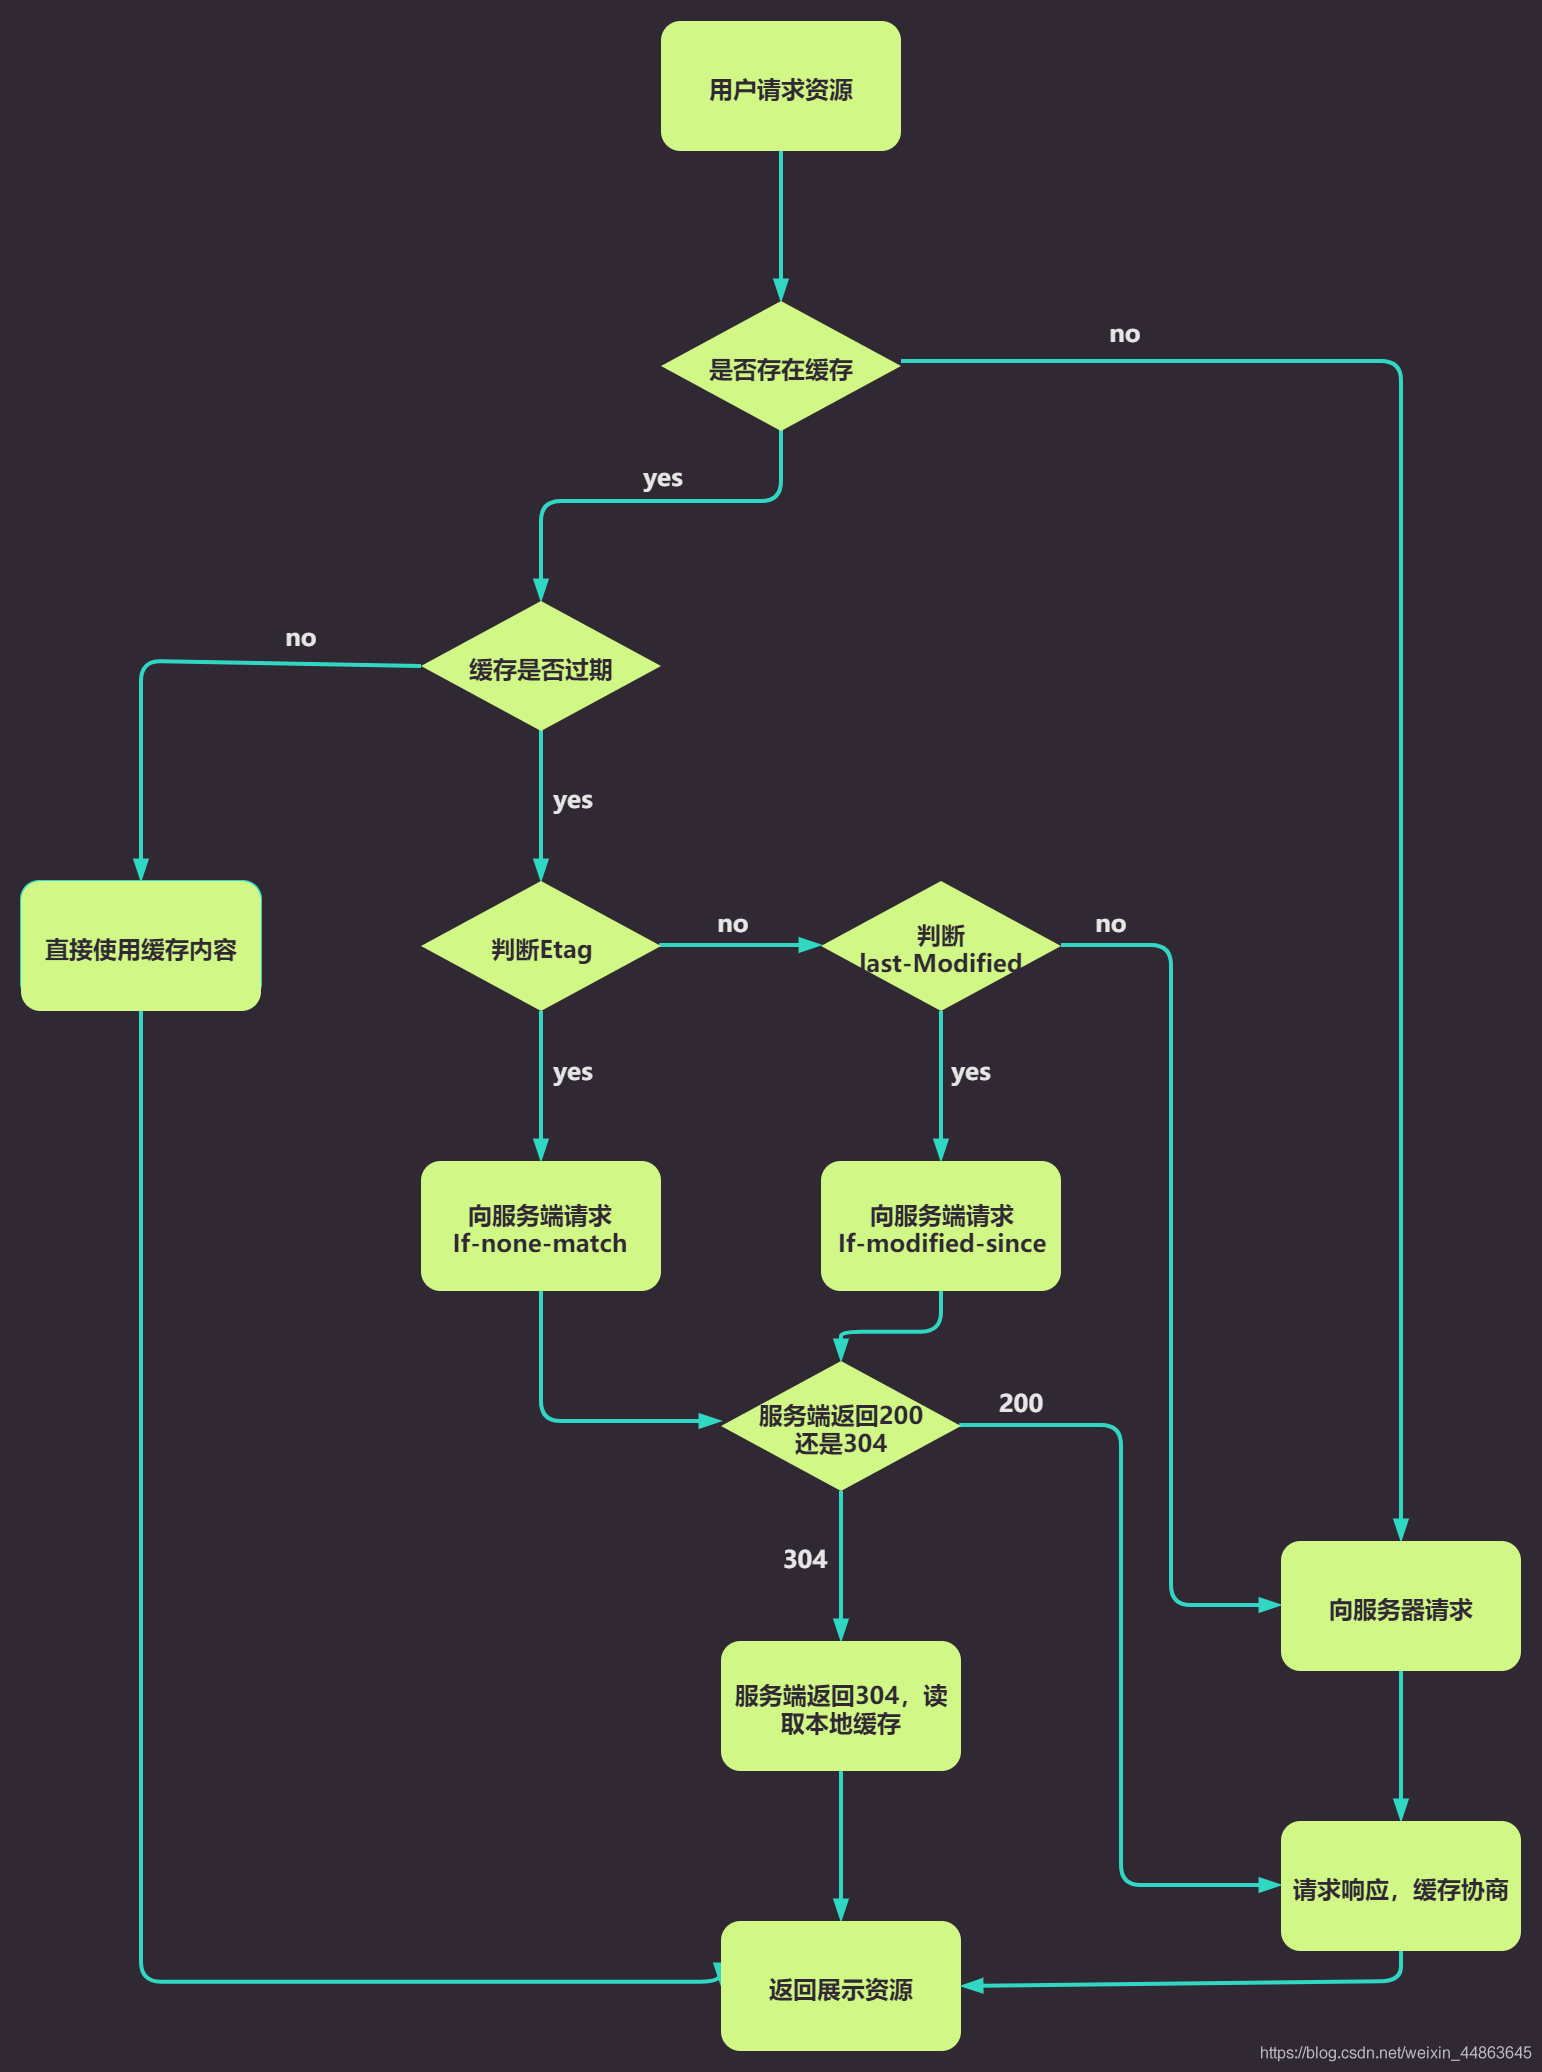 用户请求资源
是否存在缓存
no
yes
缓存是否过期
no
yes
直接使用缓存内容
判断Etag
no
判断
last-Modified
no
yes
yes
向服务端请求
If-none-match
向服务端请求
If-modified-since
服务端返回200
还是304
200
304
向服务器请求
服务端返回304，读
取本地缓存
请求响应，缓存协商
返回展示资源
https://blog.csdn.net/weixin_44863645